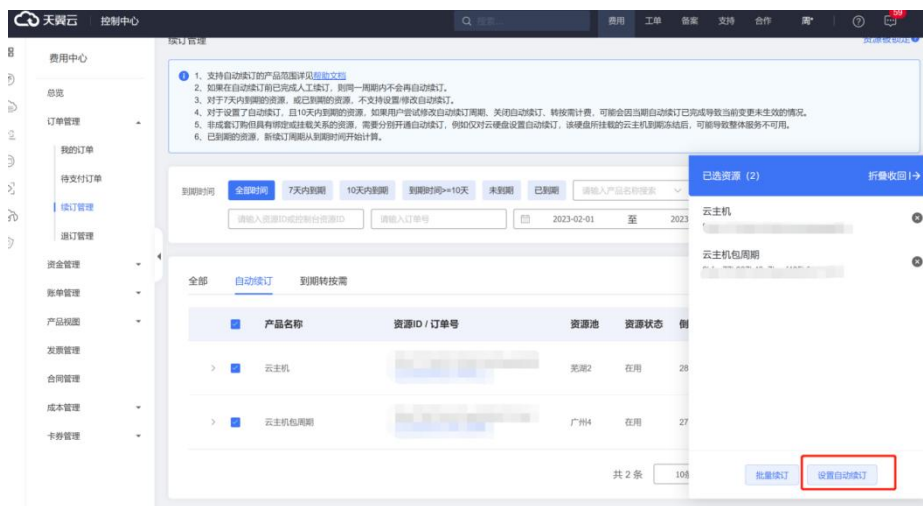 天翼云 控制中心 费用 工单 备案 支持 合作 周* 59
续订管理
费用中心
总览
订单管理
我的订单
待支付订单
续订管理
退订管理
资金管理
账单管理
产品视图
发票管理
合同管理
成本管理
卡券管理
1、支持自动续订的产品范围详见帮助文档
2、如果在自动续订前已完成人工续订，则同一周期内不会再自动续订。
3、对于7天内到期的资源，或已到期的资源，不支持设置/修改自动续订。
4、对于设置了自动续订，且10天内到期的资源，如果用户尝试修改自动续订周期、关闭自动续订、转按需计费，可能会因当期自动续订已完成导致当前变更未生效的情况。
5、非成套订购但具有绑定或挂载关系的资源，需要分别开通自动续订，例如仅对云硬盘设置自动续订，该硬盘所挂载的云主机到期冻结后，可能导致整体服务不可用。
6、已到期的资源，新续订周期从到期时间开始计算。
到期时间 全部时间 7天内到期 10天内到期 到期时间>=10天 未到期 已到期 请输入产品名称搜索
请输入资源ID或控制台资源ID 请输入订单号 2023-02-01 至 2023
全部 自动续订 到期转按需
产品名称 资源ID / 订单号 资源池 资源状态 倒
云主机 芜湖2 在用 28
云主机包周期 广州4 在用 27
共 2 条
已选资源（2） 折叠收回
云主机
云主机包周期
批量续订 设置自动续订